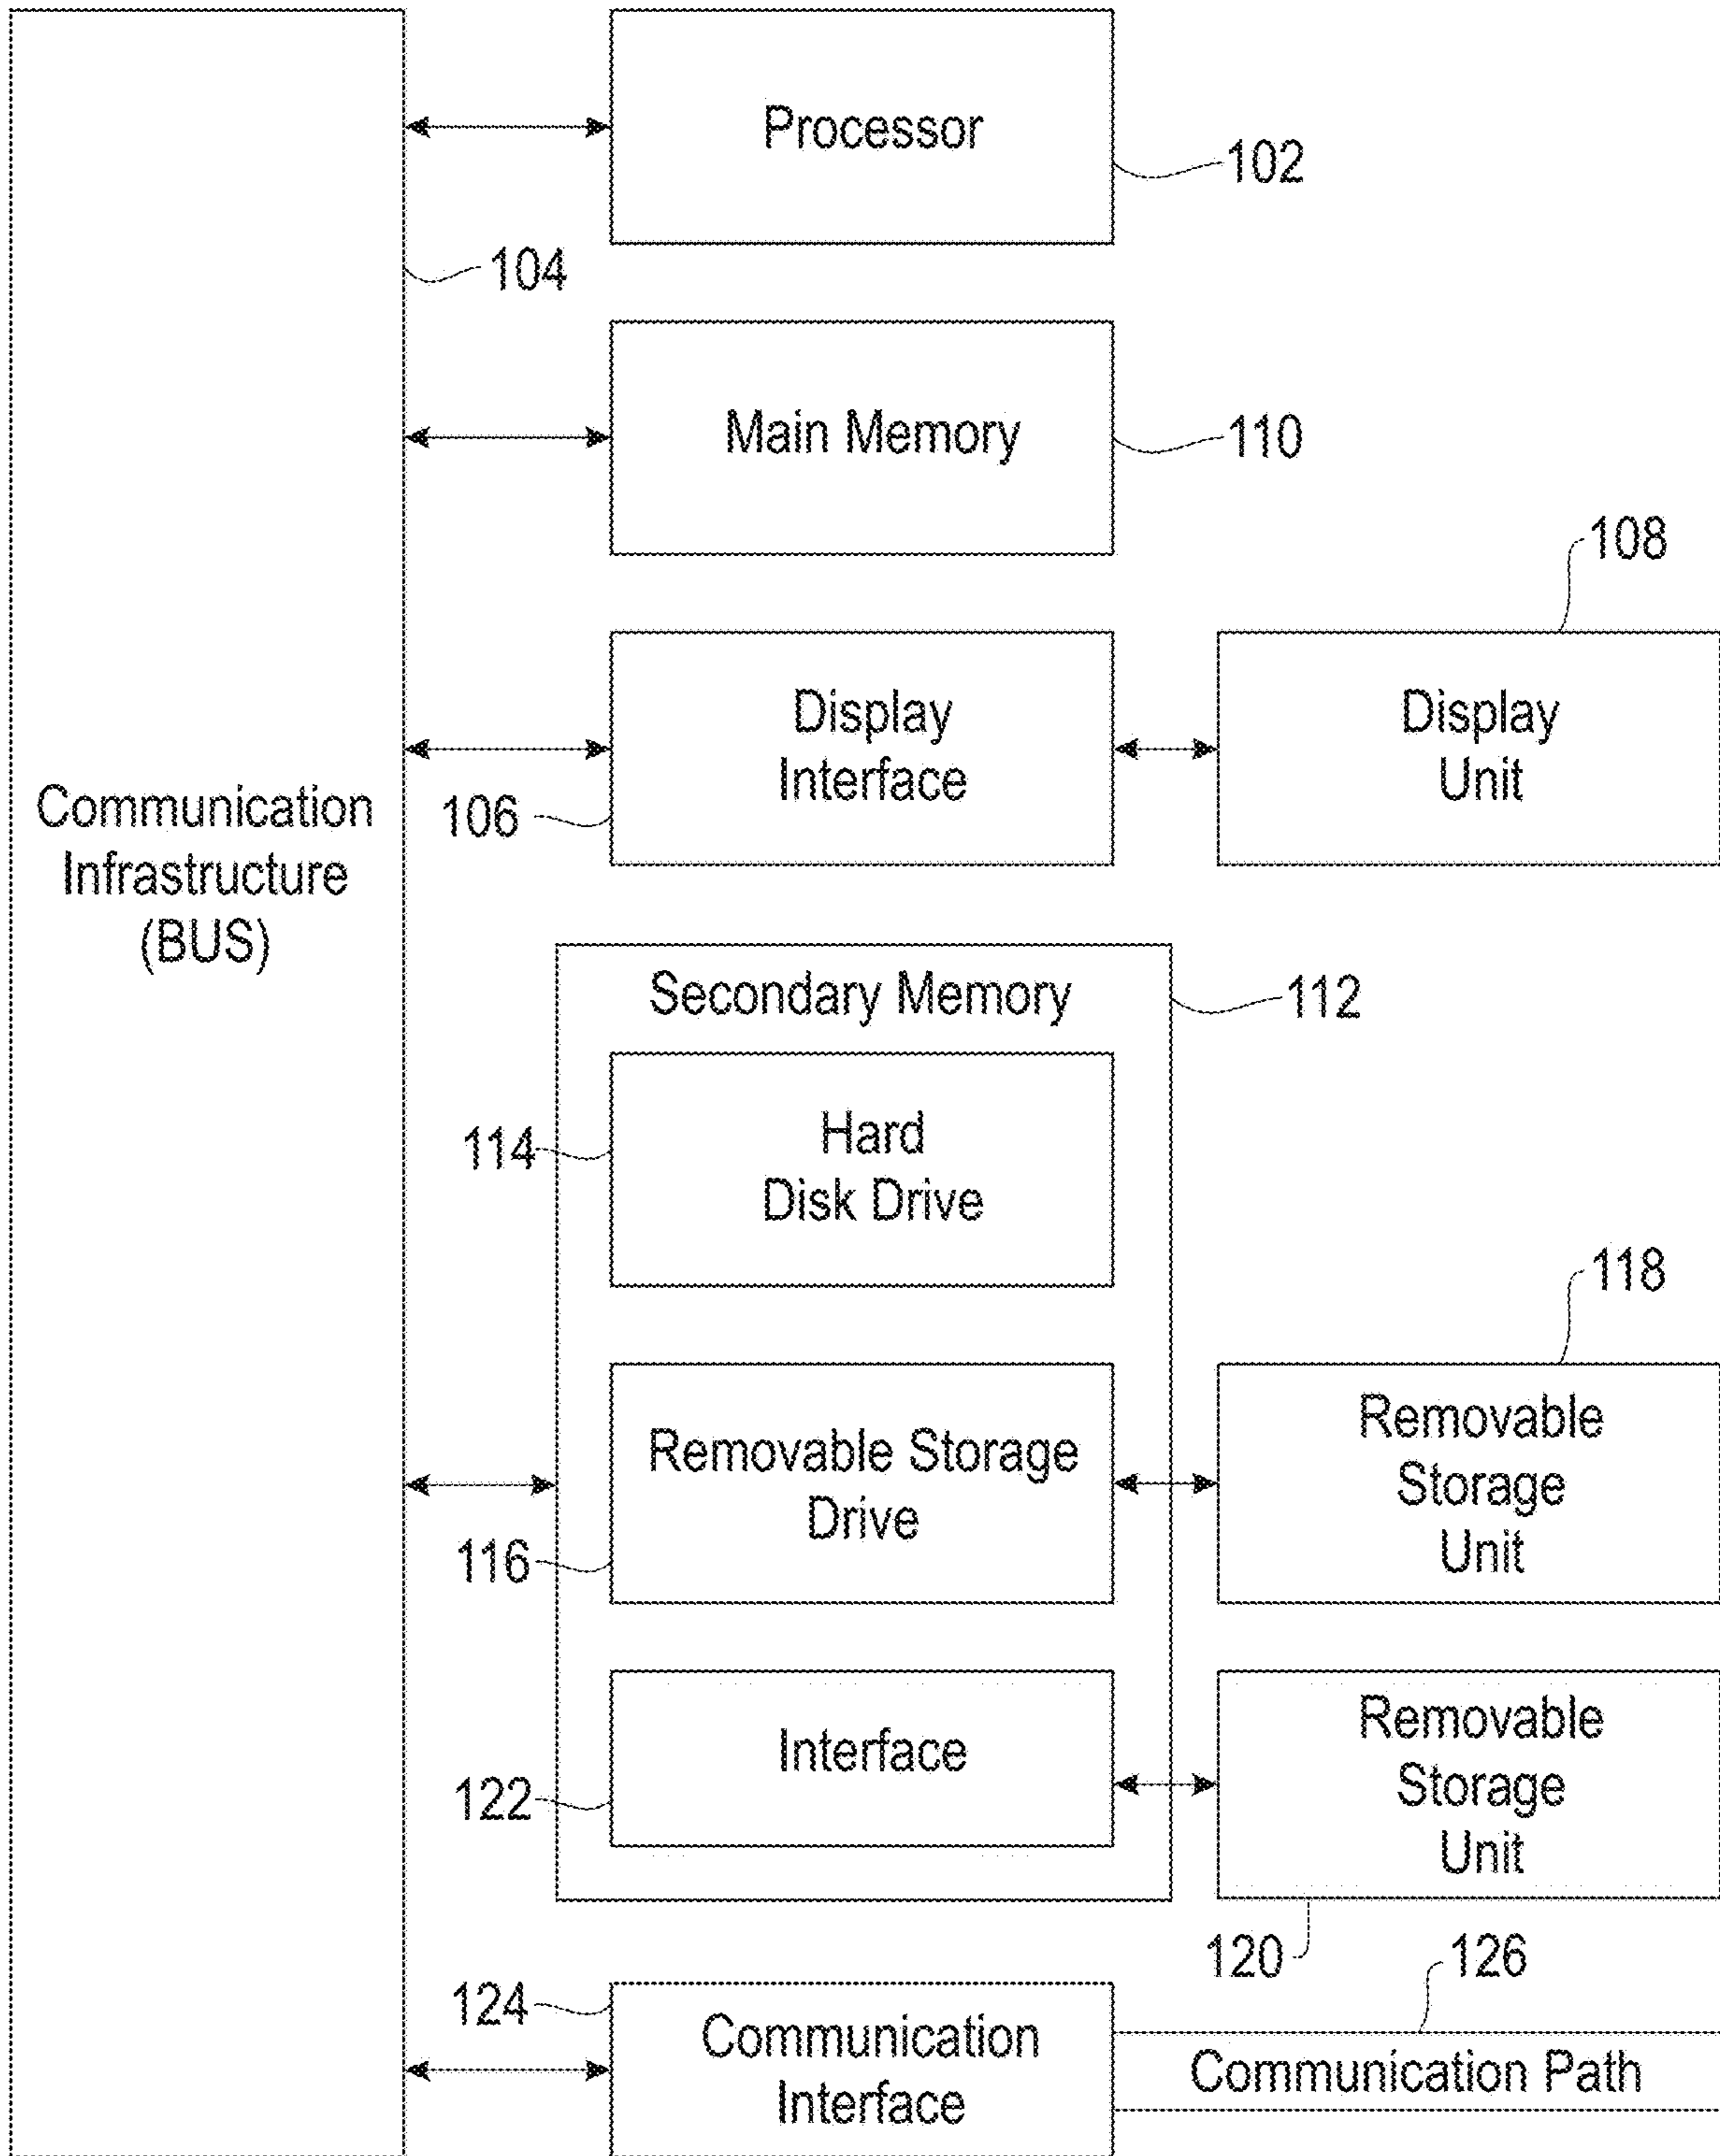 Processor
102
104
Main Memory
110
108
Display
Interface
106
Display
Unit
Communication
Infrastructure
(BUS)
Secondary Memory
112
114
Hard
Disk Drive
118
Removable Storage
Drive
116
Removable
Storage
Unit
Interface
122
Removable
Storage
Unit
120
126
124
Communication
Interface
Communication Path